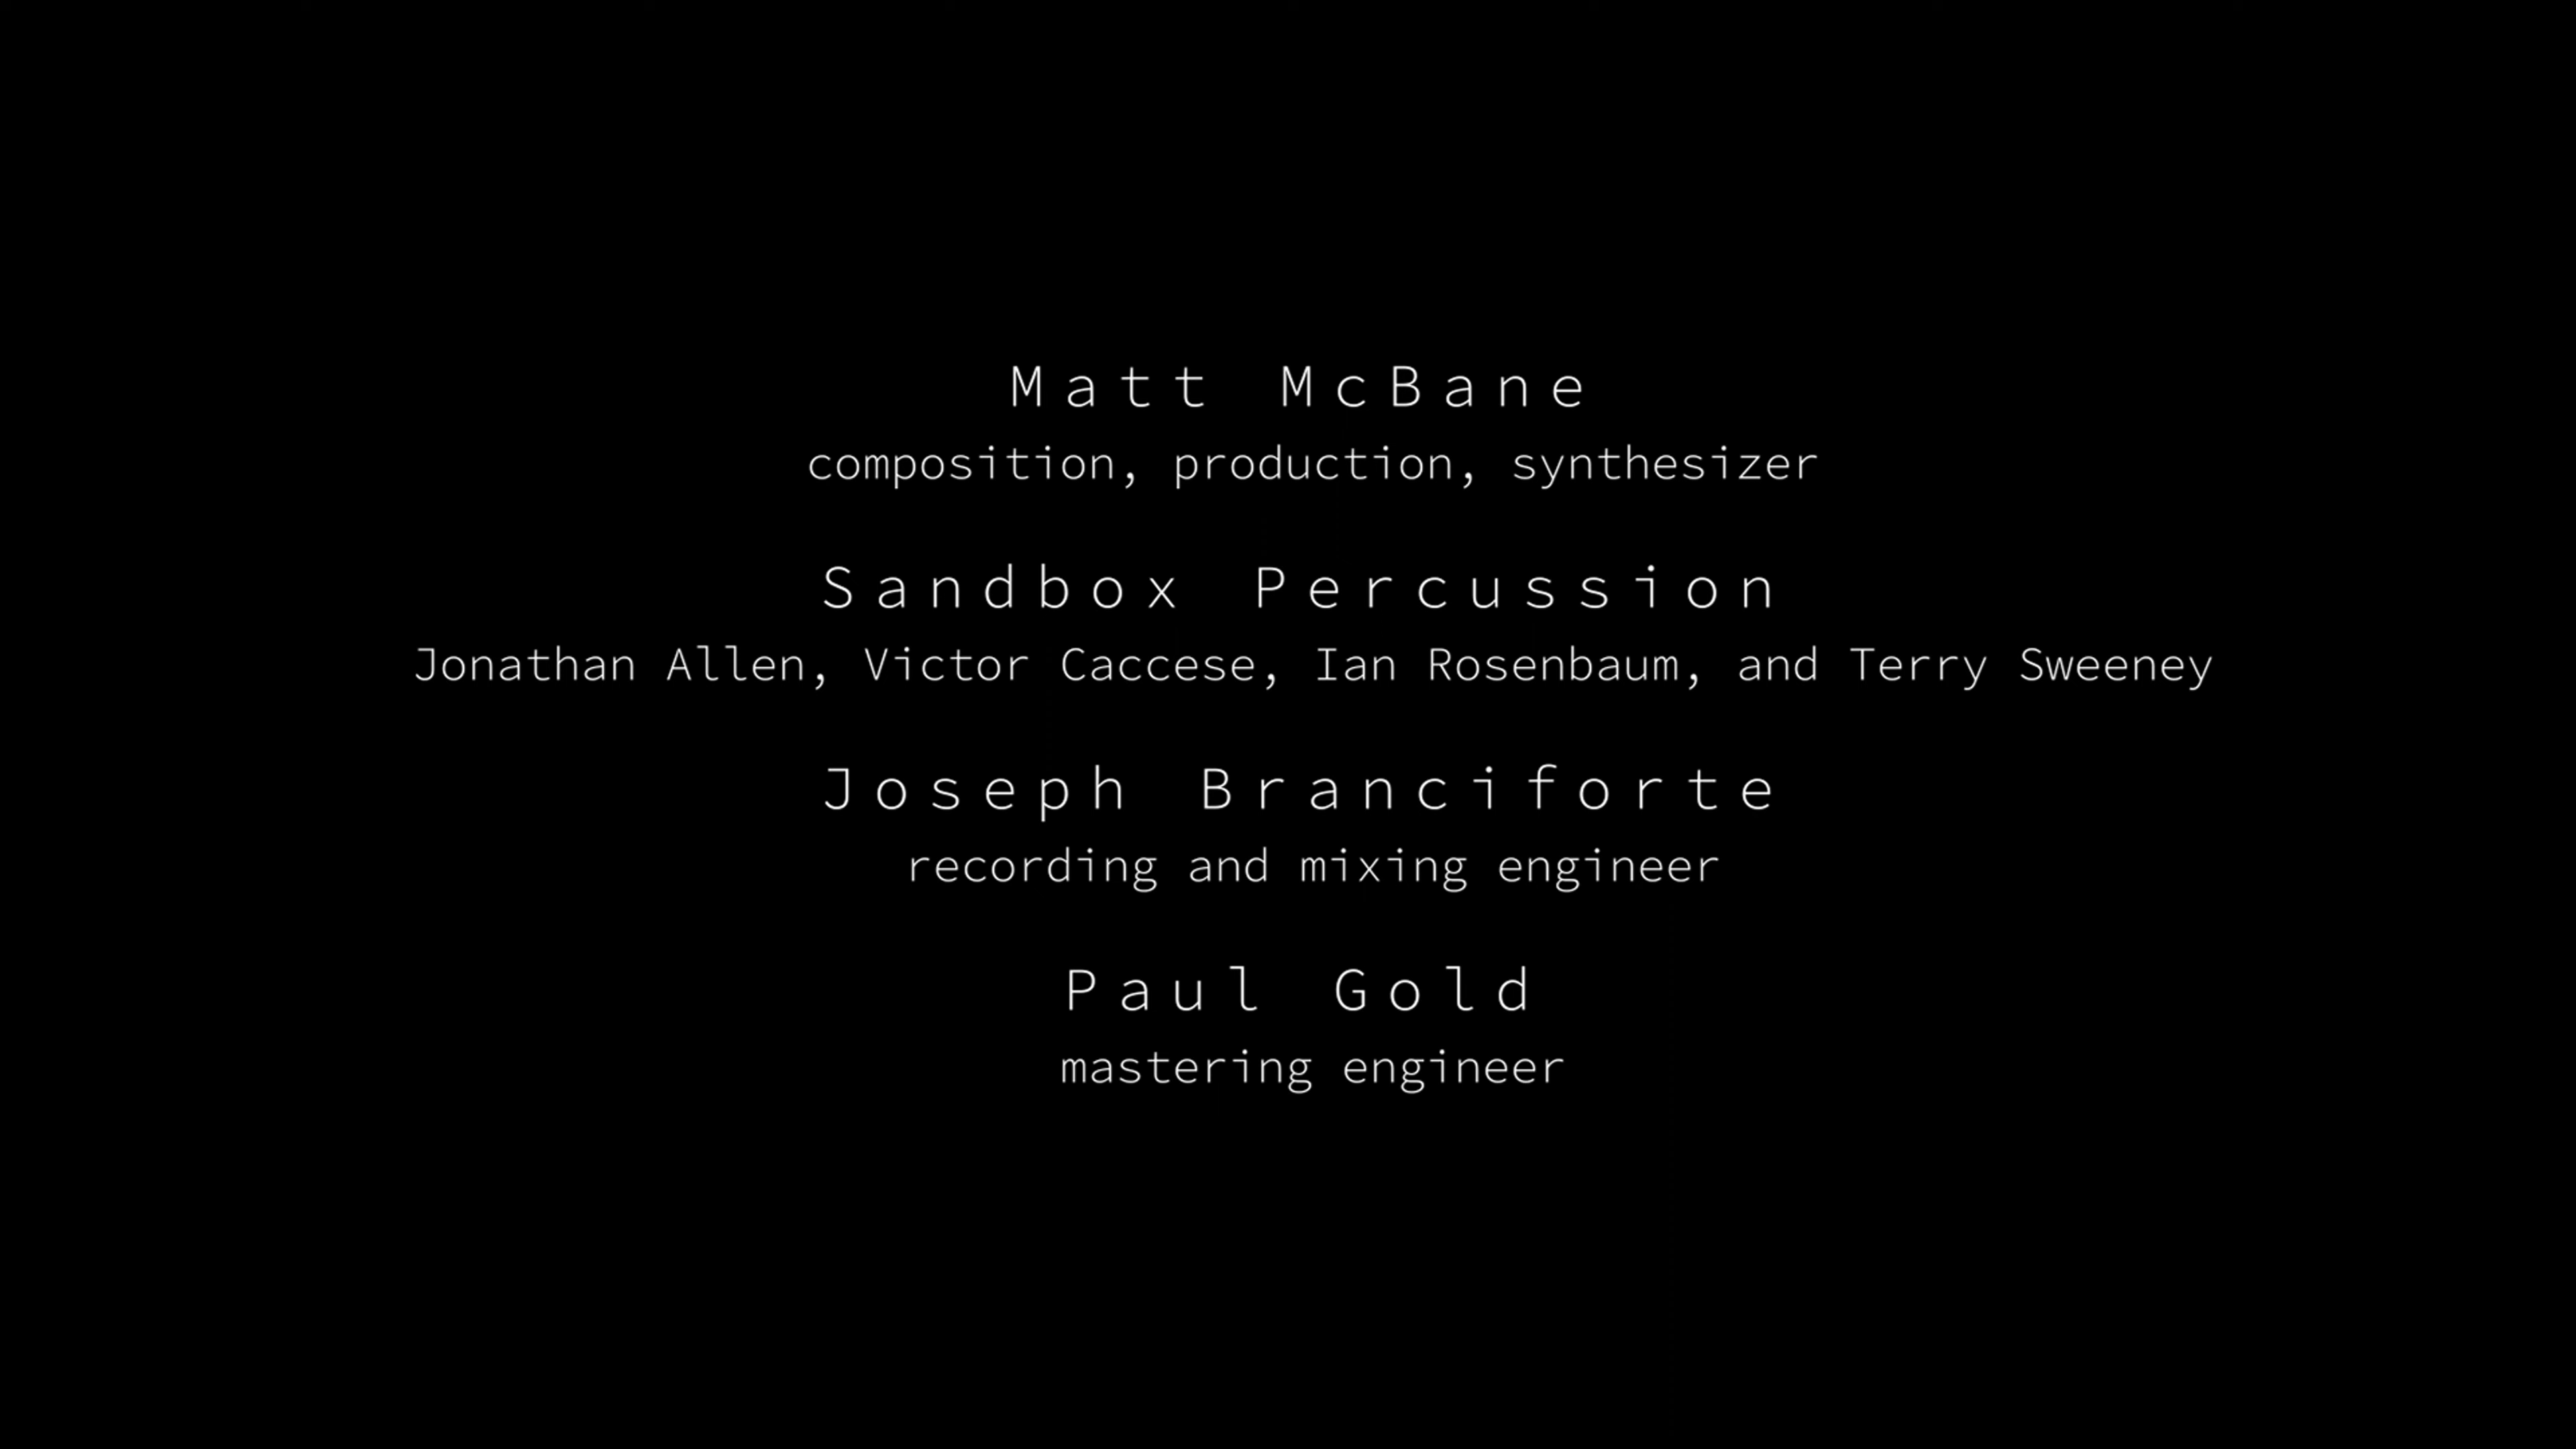 Matt McBane
composition, production, synthesizer
Sandbox Percussion
Jonathan Allen, Victor Caccese, Ian Rosenbaum, and Terry Sweeney
Joseph Branciforte
recording and mixing engineer
Paul Gold
mastering engineer